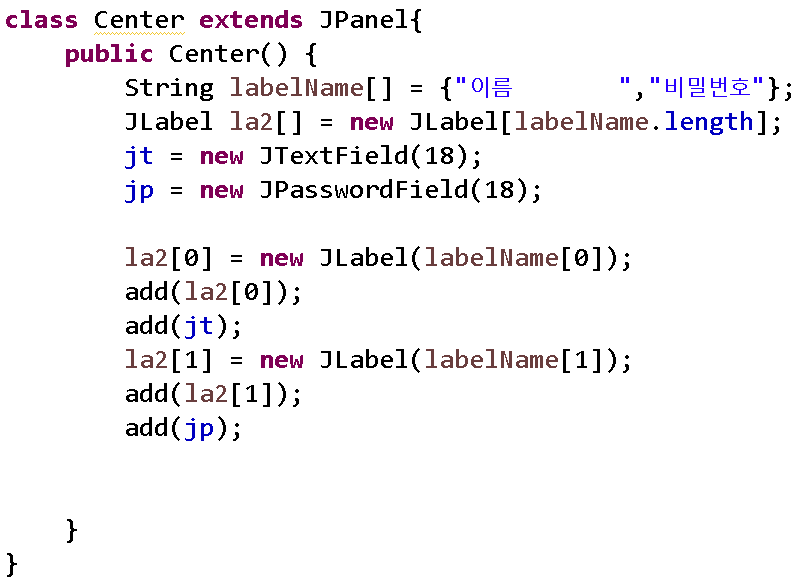 class Center extends JPanel{
    public Center() {
        String labelName[] = {"이름       ","비밀번호"};
        JLabel la2[] = new JLabel[labelName.length];
        jt = new JTextField(18);
        jp = new JPasswordField(18);

        la2[0] = new JLabel(labelName[0]);
        add(la2[0]);
        add(jt);
        la2[1] = new JLabel(labelName[1]);
        add(la2[1]);
        add(jp);


    }
}